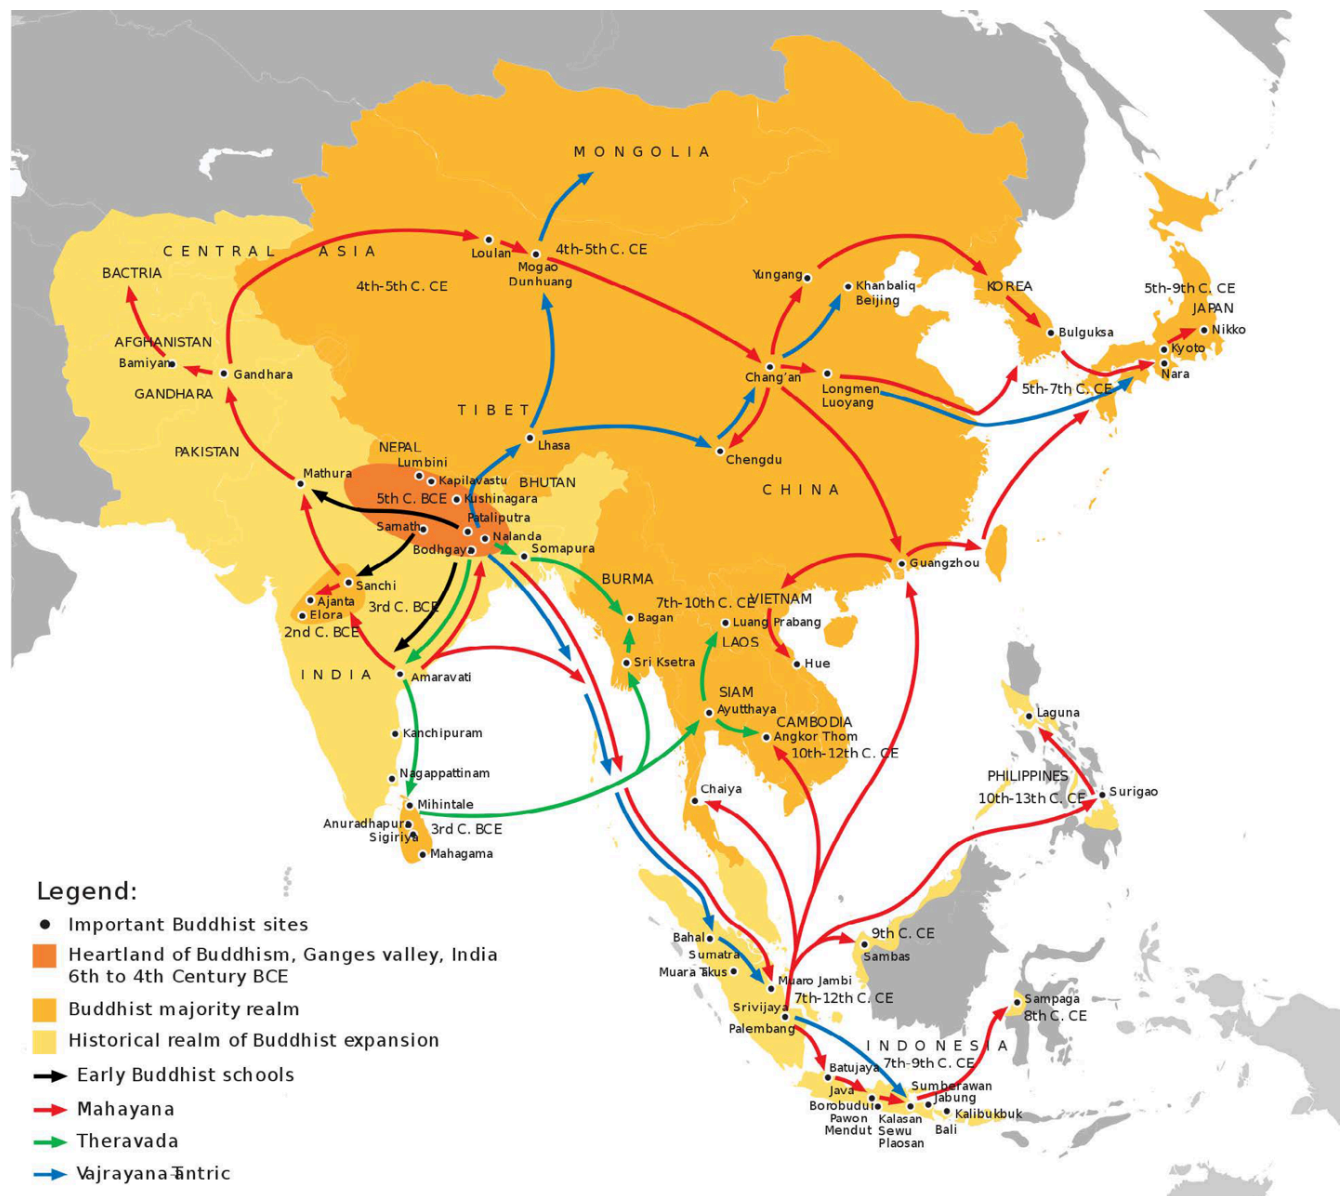 MONGOLIA
CENTRAL ASIA
BACTRIA
Loulan
Mogao
Dunhuang
4th-5th C. CE
4th-5th C. CE
Yungang
Khanbaliq
Beijing
KOREA
5th-9th C. CE
JAPAN
Nikko
Bulguksa
Kyoto
Nara
5th-7th C. CE
AFGHANISTAN
Bamiyan
Gandhara
GANDHARA
Chang'an
Longmen
Luoyang
TIBET
Lhasa
Chengdu
CHINA
PAKISTAN
NEPAL
Lumbini
Kapilavastu
Mathura
5th C. BCE
Kushinagara
BHUTAN
Pataliputra
Sarnath
Nalanda
Bodhgaya
Somapura
Guangzhou
Sanchi
Ajanta
Elora
3rd C. BCE
2nd C. BCE
BURMA
7th-10th C. CE
VIETNAM
Bagan
Luang Prabang
LAOS
Sri Ksetra
Hue
INDIA
Amaravati
SIAM
Ayutthaya
CAMBODIA
Angkor Thom
10th-12th C. CE
Laguna
Kanchipuram
Nagappattinam
PHILIPPINES
10th-13th C. CE
Surigao
Chaiya
Mihintale
Anuradhapura
Sigiriya
3rd C. BCE
Mahagama
Bahal
Sumatra
Muara Takus
Muaro Jambi
7th-12th C. CE
Srivijaya
Palembang
9th C. CE
Sambas
Sampaga
8th C. CE
INDONESIA
7th-9th C. CE
Batujaya
Java
Sumberawan
Jabung
Borobudur
Pawon
Mendut
Kalasan
Sewu
Plaosan
Kalibukbuk
Bali
Legend:
Important Buddhist sites
Heartland of Buddhism, Ganges valley, India
6th to 4th Century BCE
Buddhist majority realm
Historical realm of Buddhist expansion
Early Buddhist schools
Mahayana
Theravada
Vajrayana-Tantric